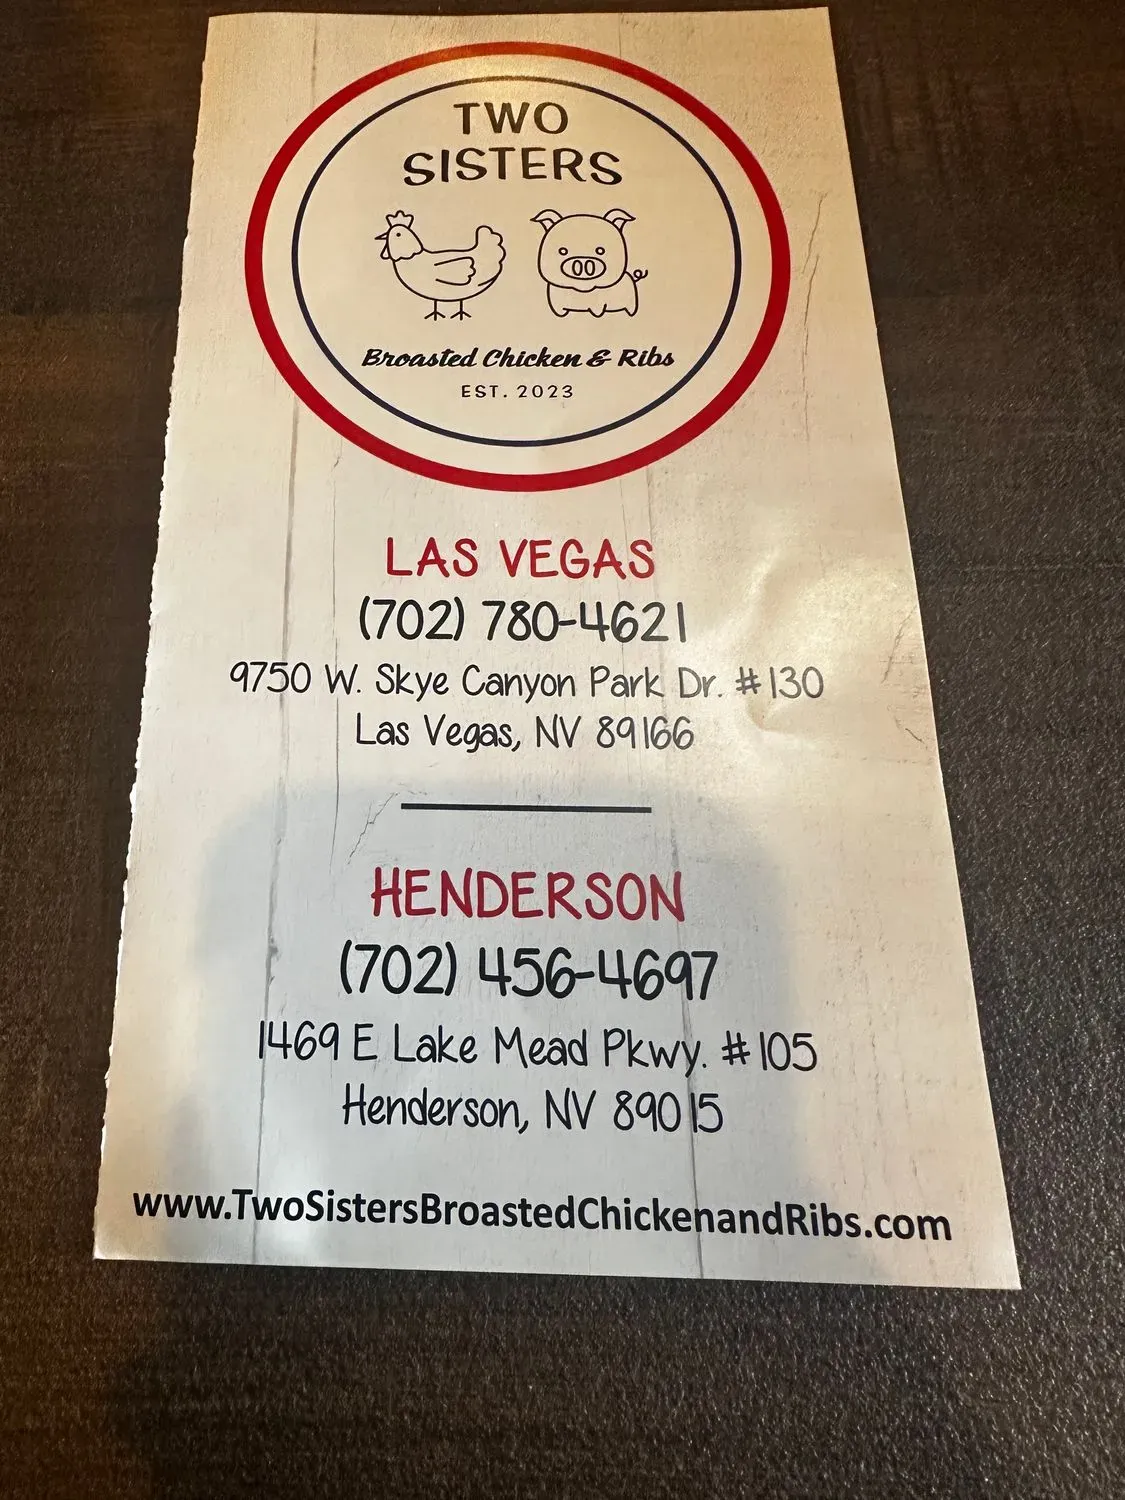 TWO
SISTERS
Broasted Chicken & Ribs
EST. 2023
LAS VEGAS
(702) 780-4621
9750 W. Skye Canyon Park Dr. #130
Las Vegas, NV 89166
HENDERSON
(702) 456-4697
1469 E Lake Mead Pkwy. #105
Henderson, NV 89015
www.TwoSistersBroastedChickenandRibs.com